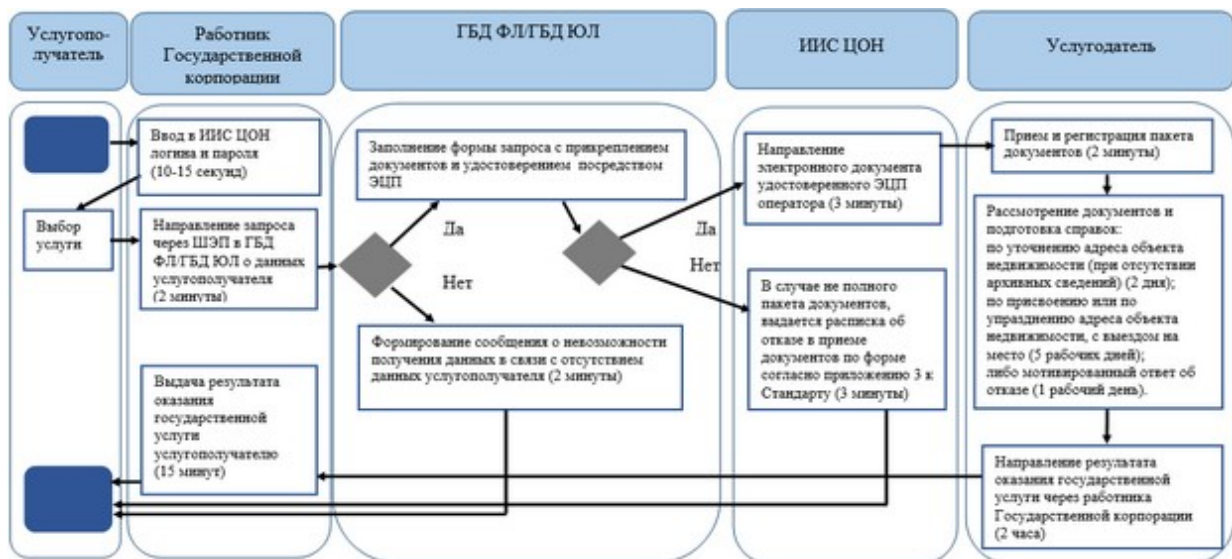 Услугопо-
лучатель
Работник
Государственной
корпорации
ГБД ФЛ/ГБД ЮЛ
ИИС ЦОН
Услугодатель
Ввод в ИИС ЦОН
логина и пароля
(10-15 секунд)
Выбор
услуги
Направление запроса
через ШЭП в ГБД
ФЛ/ГБД ЮЛ о данных
услугополучателя
(2 минуты)
Выдача результата
оказания
государственной
услуги
услугополучателю
(15 минут)
Заполнение формы запроса с прикреплением
документов и удостоверением посредством
ЭЦП
Да
Нет
Формирование сообщения о невозможности
получения данных в связи с отсутствием
данных услугополучателя (2 минуты)
Да
Нет
Направление
электронного документа
удостоверенного ЭЦП
оператора (3 минуты)
В случае не полного
пакета документов,
выдается расписка об
отказе в приеме
документов по форме
согласно приложению 3 к
Стандарту (3 минуты)
Прием и регистрация пакета
документов (2 минуты)
Рассмотрение документов и
подготовка справок:
по уточнению адреса объекта
недвижимости (при отсутствии
архивных сведений) (2 дня);
по присвоению или по
упразднению адреса объекта
недвижимости, с выездом на
место (5 рабочих дней);
либо мотивированный ответ об
отказе (1 рабочий день).
Направление результата
оказания государственной
услуги через работника
Государственной корпорации
(2 часа)